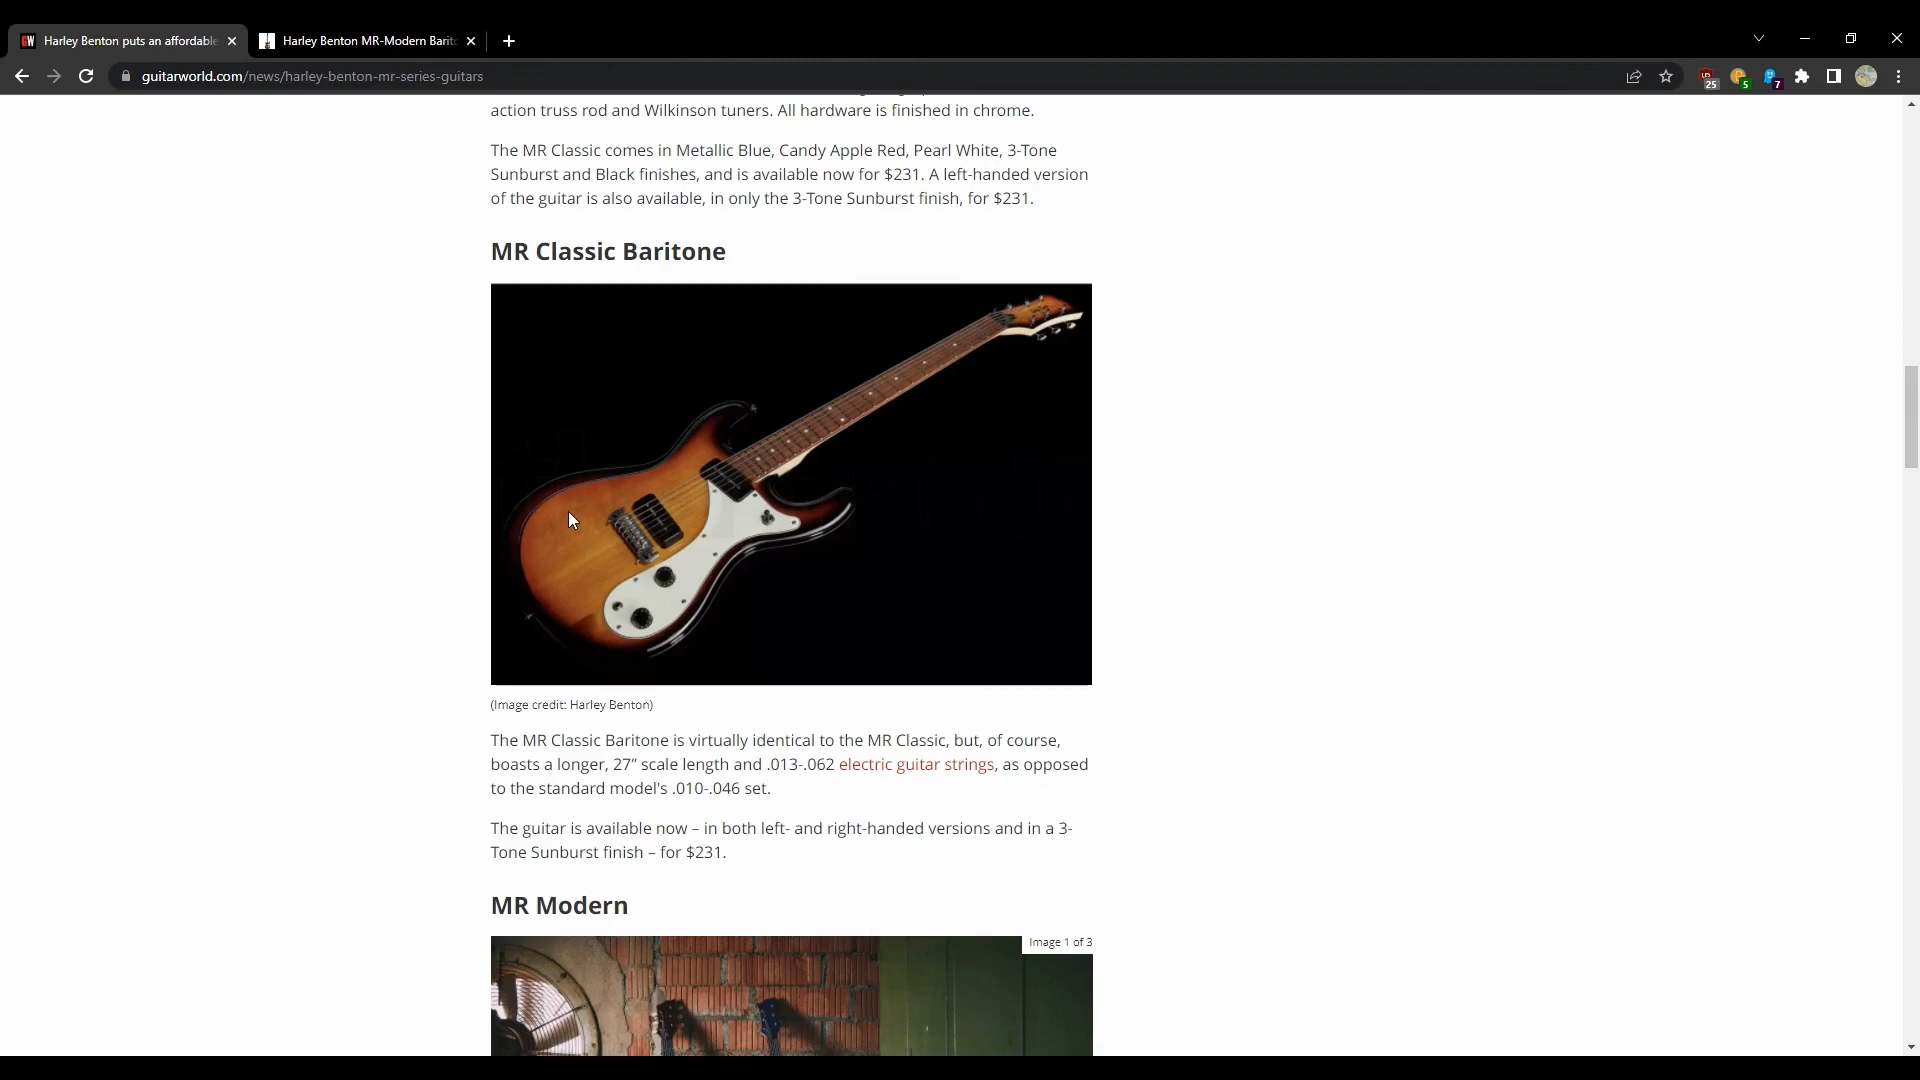 Harley Benton puts an affordable
Harley Benton MR-Modern Barito
guitarworld.com/news/harley-benton-mr-series-guitars
25
5
7
action truss rod and Wilkinson tuners. All hardware is finished in chrome.
The MR Classic comes in Metallic Blue, Candy Apple Red, Pearl White, 3-Tone
Sunburst and Black finishes, and is available now for $231. A left-handed version
of the guitar is also available, in only the 3-Tone Sunburst finish, for $231.
MR Classic Baritone
(Image credit: Harley Benton)
The MR Classic Baritone is virtually identical to the MR Classic, but, of course,
boasts a longer, 27” scale length and .013-.062 electric guitar strings, as opposed
to the standard model's .010-.046 set.
The guitar is available now – in both left- and right-handed versions and in a 3-
Tone Sunburst finish – for $231.
MR Modern
Image 1 of 3